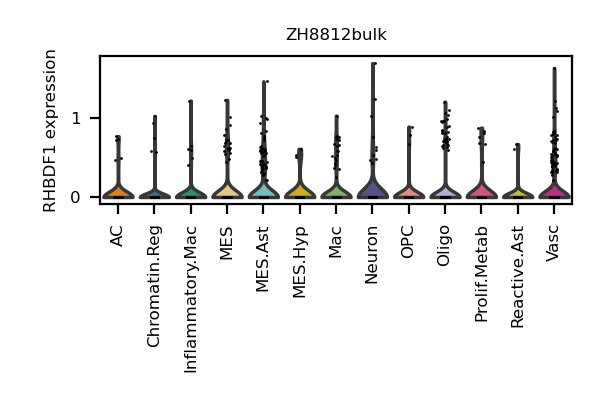 ZH8812bulk
RHBDF1 expression
1
0
AC
Chromatin.Reg
Inflammatory.Mac
MES
MES.Ast
MES.Hyp
Mac
Neuron
OPC
Oligo
Prolif.Metab
Reactive.Ast
Vasc